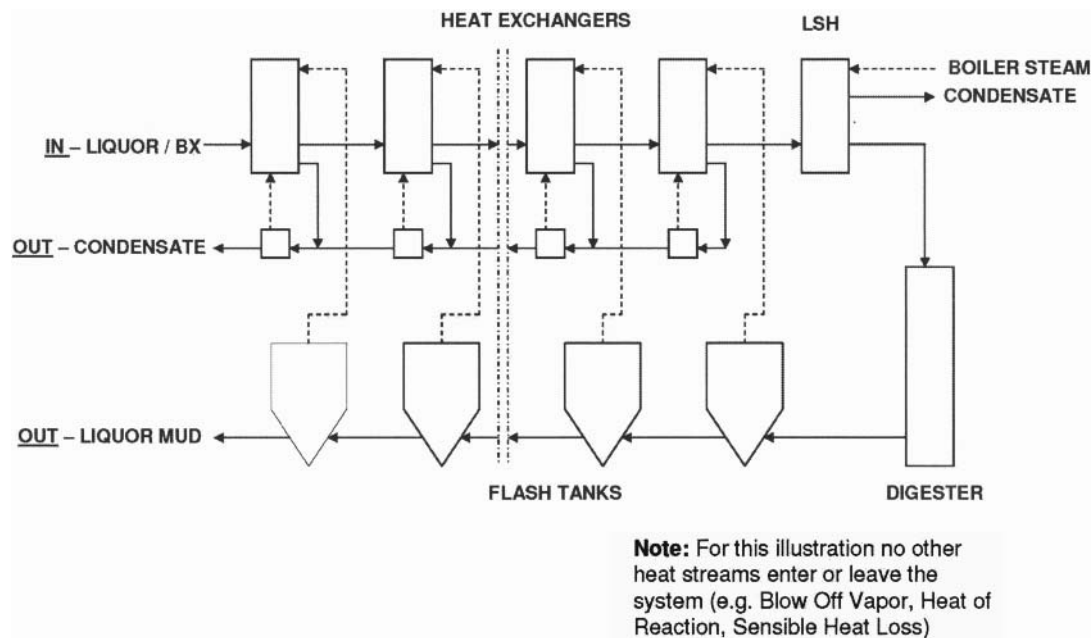 HEAT EXCHANGERS
LSH
BOILER STEAM
CONDENSATE
IN – LIQUOR / BX
OUT – CONDENSATE
OUT – LIQUOR MUD
FLASH TANKS
DIGESTER
Note: For this illustration no other
heat streams enter or leave the
system (e.g. Blow Off Vapor, Heat of
Reaction, Sensible Heat Loss)